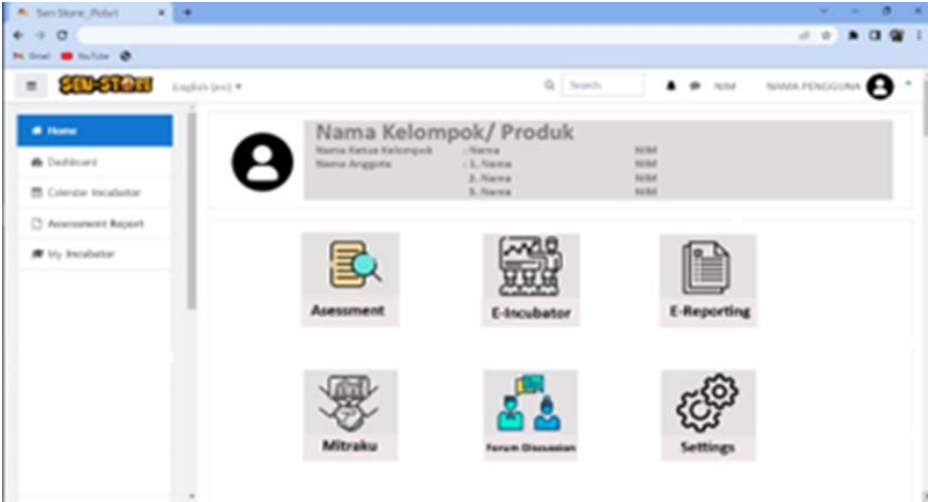 Sen Store_Polsri
Gmail YouTube
SEN-STORE English (en) Search NIM NAMA PENGGUNA
Home
Dashboard
Calendar Incubator
Assessment Report
My Incubator
Nama Kelompok/ Produk
Nama Ketua Kelompok : Nama NIM
Nama Anggota : 1. Nama NIM
2. Nama NIM
3. Nama NIM
Asessment E-Incubator E-Reporting
Mitraku Forum Discussion Settings